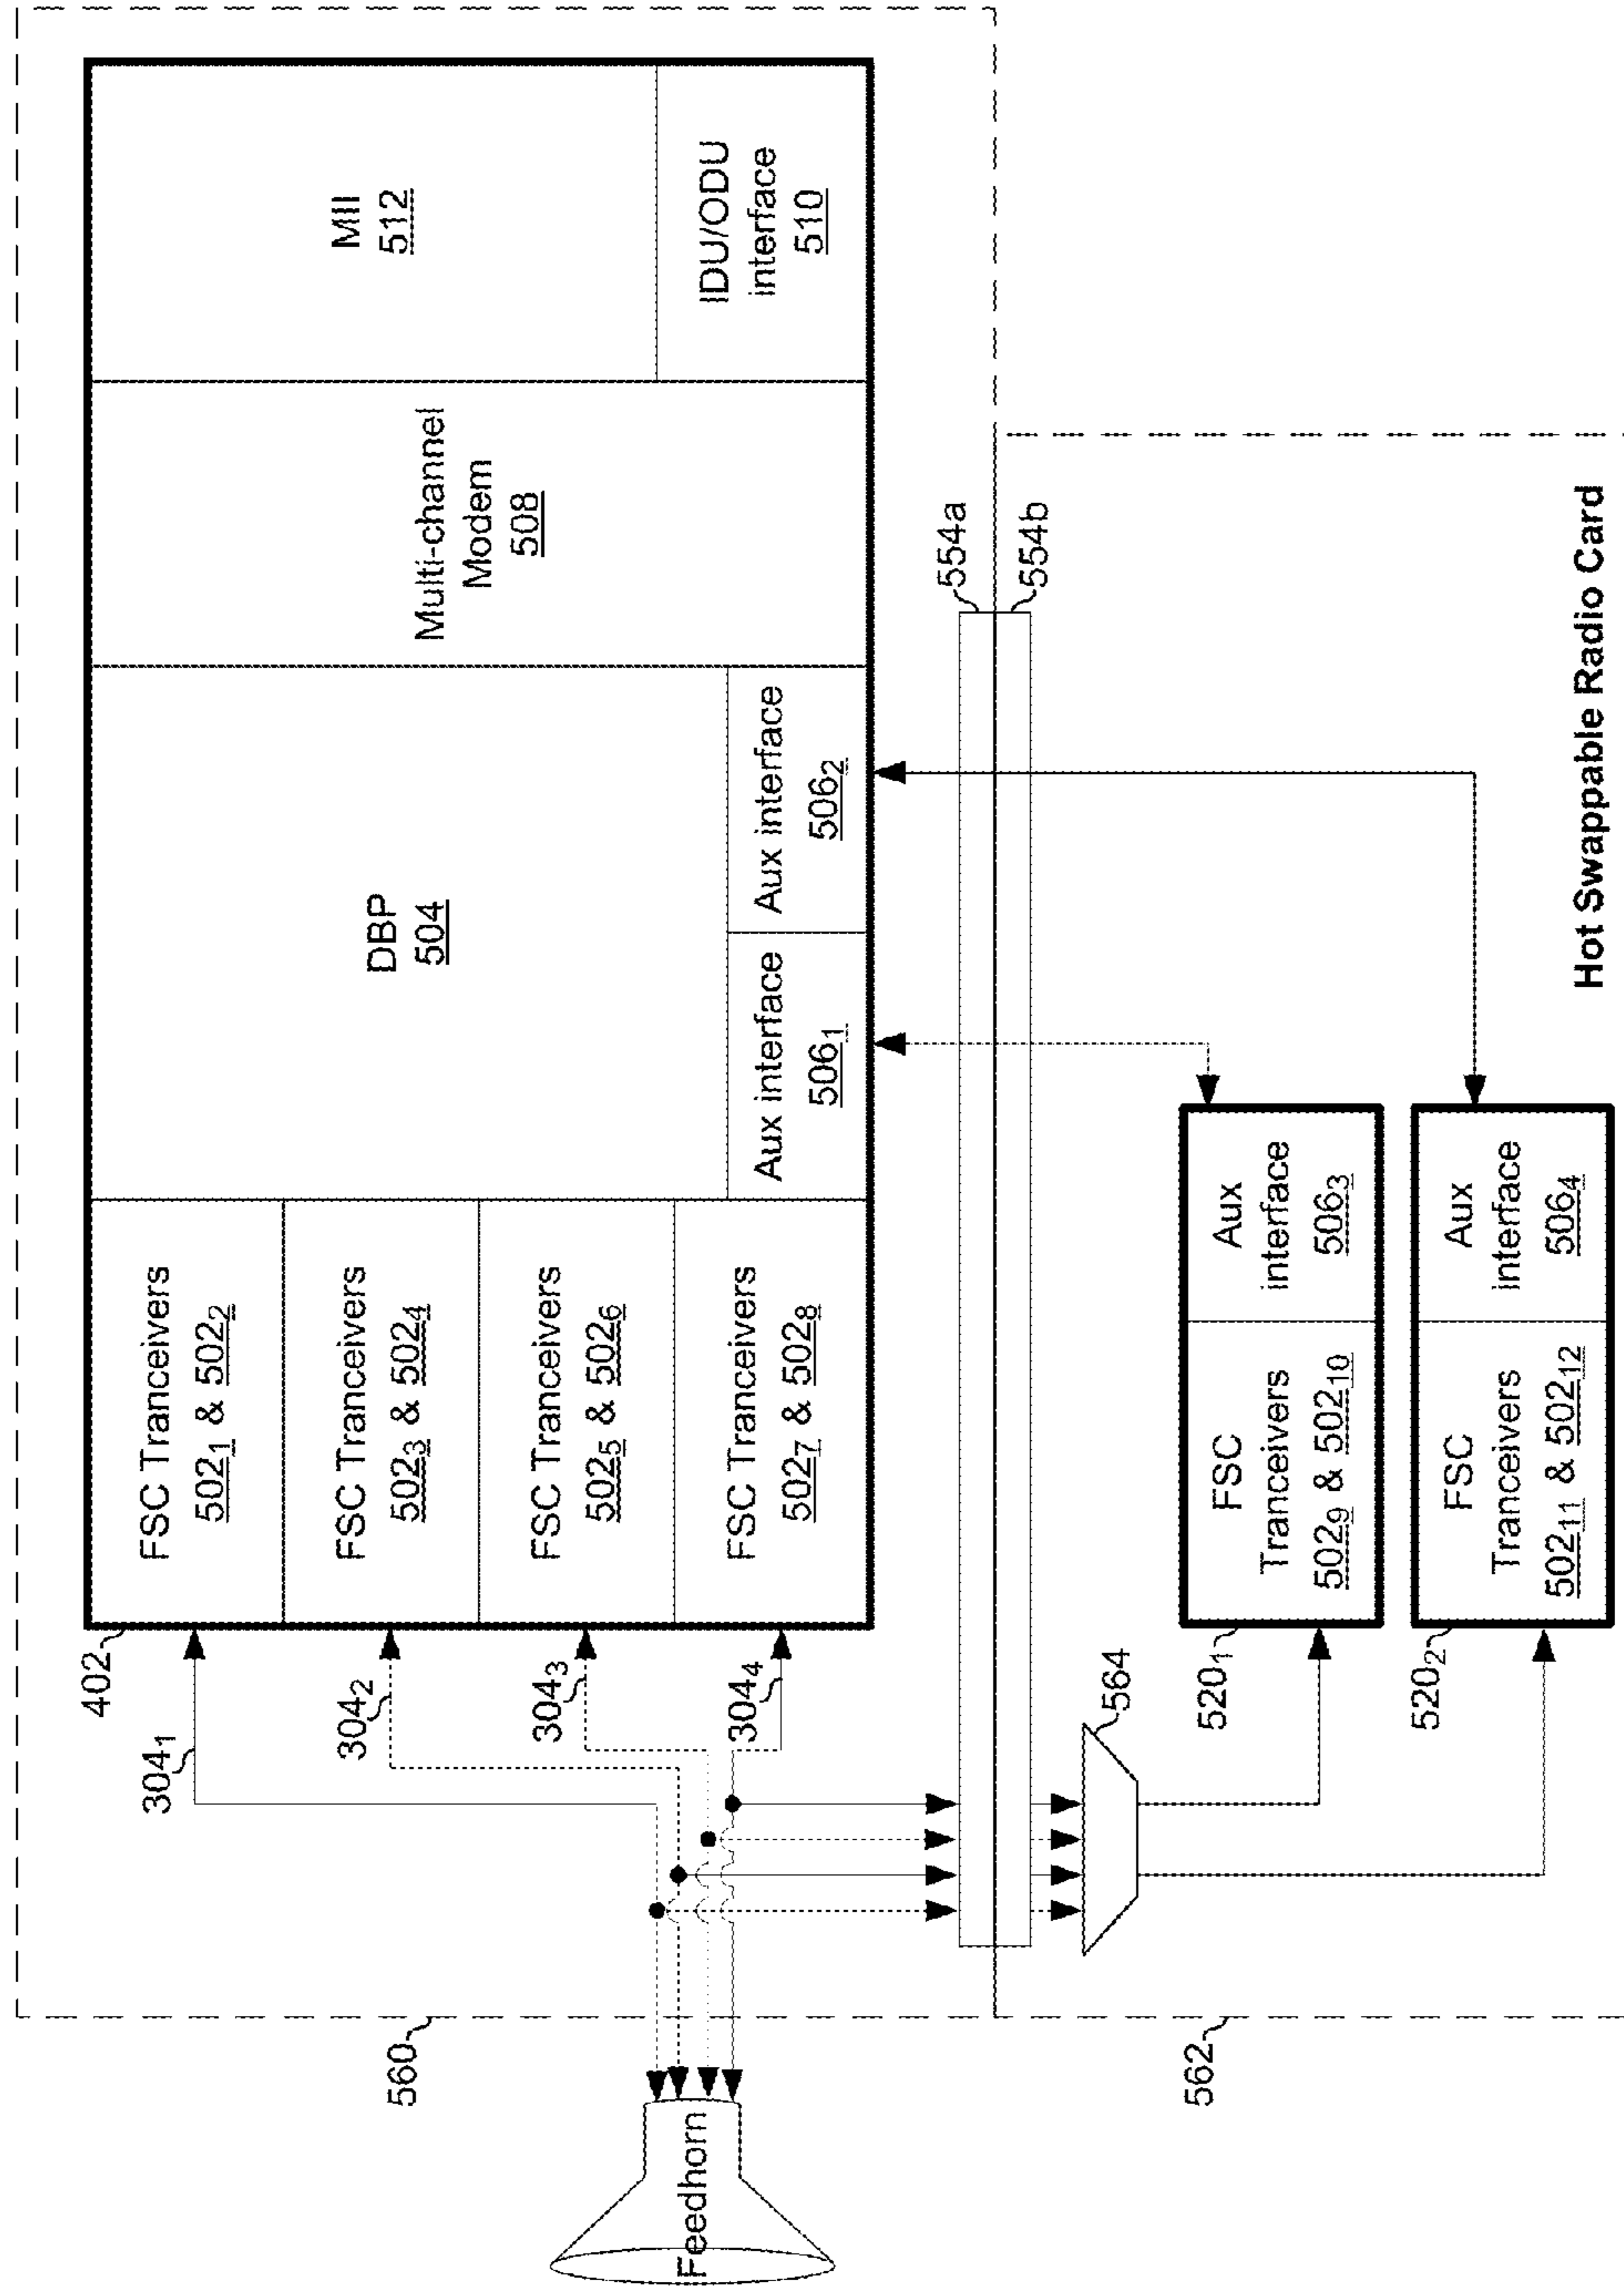 402
304₁
304₂
304₃
304₄
FSC Tranceivers
502₁ & 502₂
FSC Tranceivers
502₃ & 502₄
FSC Tranceivers
502₅ & 502₆
FSC Tranceivers
502₇ & 502₈
DBP
504
Aux interface
506₁
Aux interface
506₂
Multi-channel
Modem
508
MII
512
IDU/ODU
interface
510
560
Feedhorn
554a
554b
562
564
520₁
FSC
Tranceivers
502₉ & 502₁₀
Aux
interface
506₃
520₂
FSC
Tranceivers
502₁₁ & 502₁₂
Aux
interface
506₄
Hot Swappable Radio Card